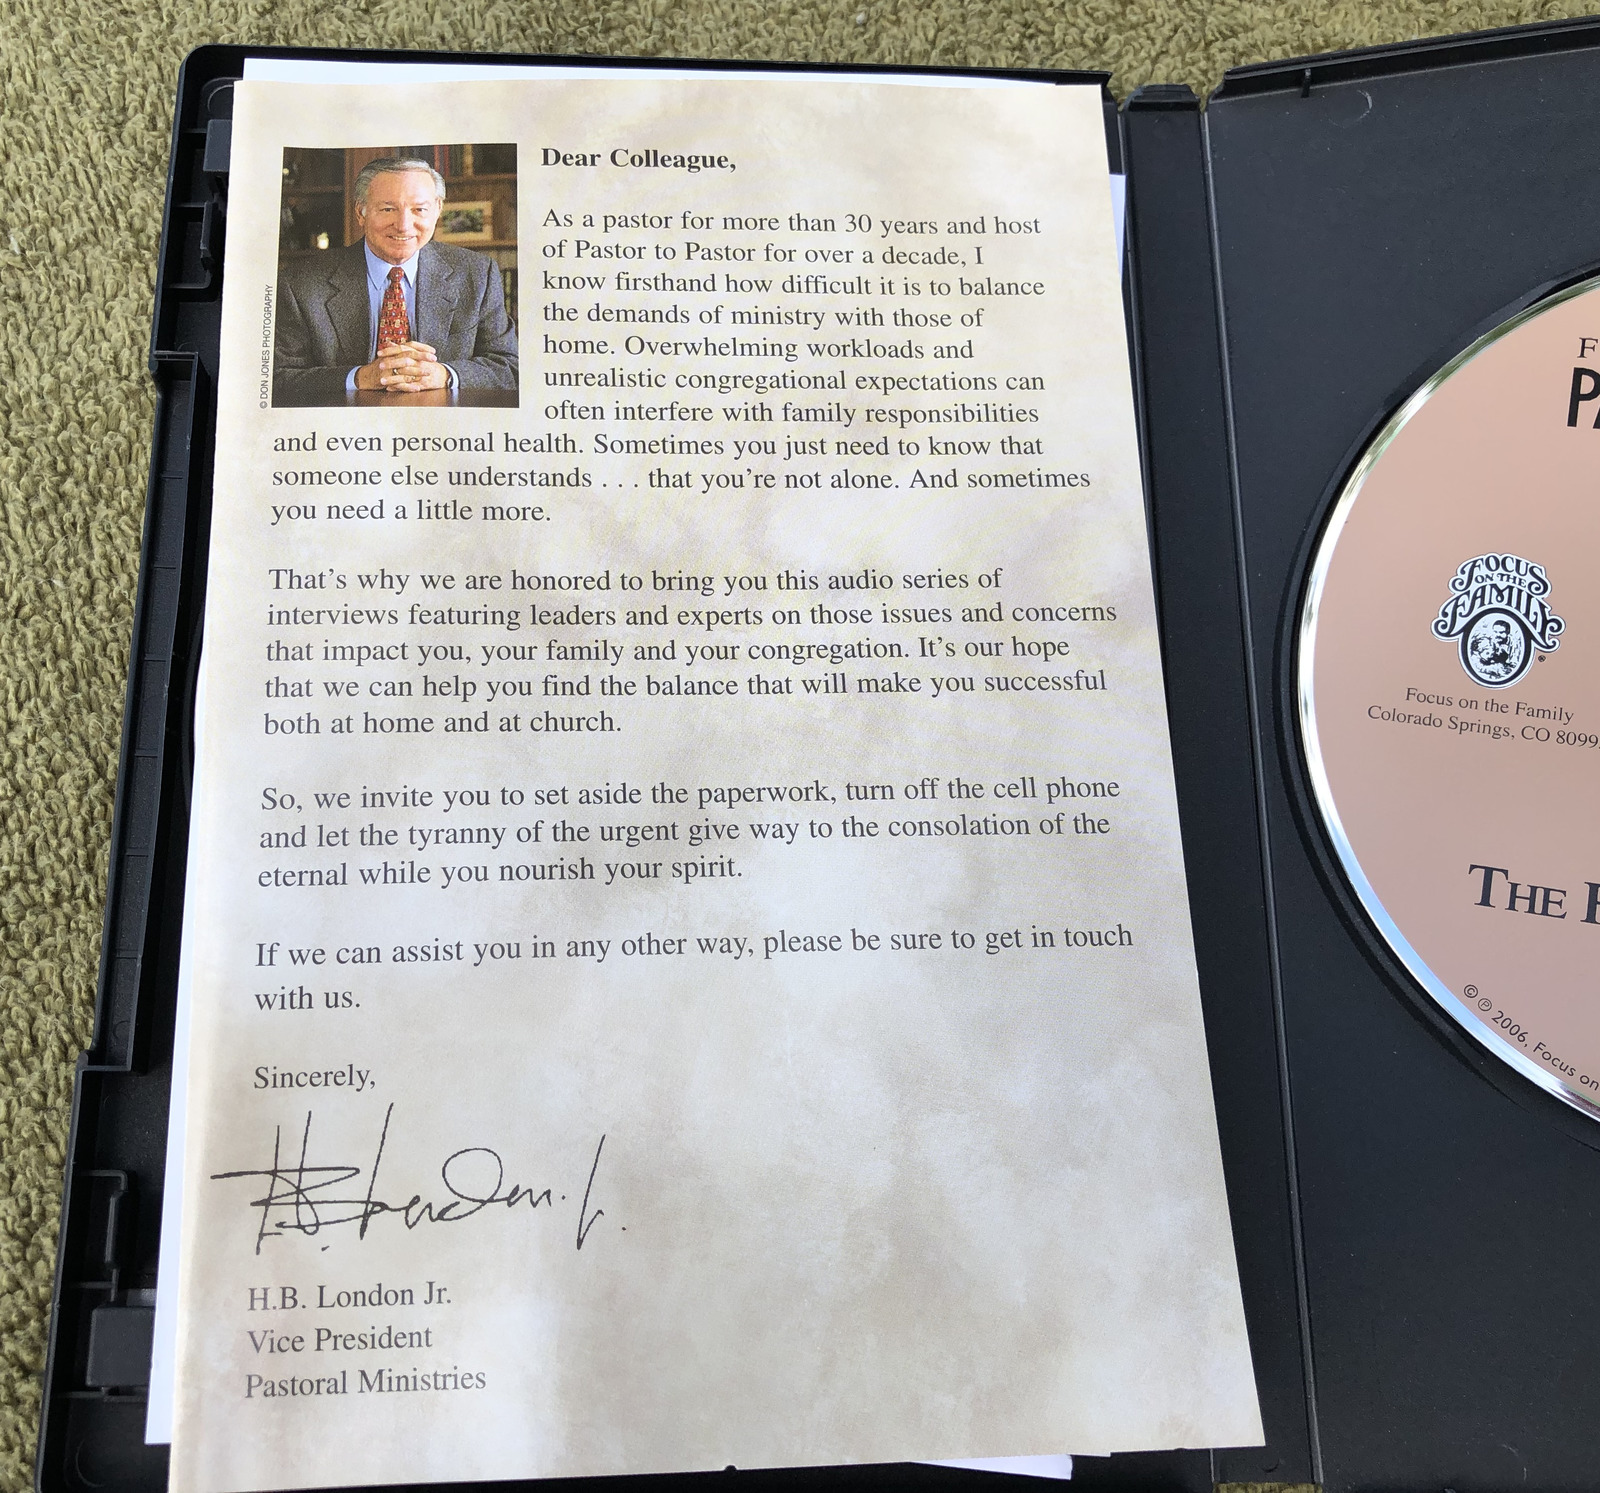 Dear Colleague,
As a pastor for more than 30 years and host
of Pastor to Pastor for over a decade, I
know firsthand how difficult it is to balance
the demands of ministry with those of
home. Overwhelming workloads and
unrealistic congregational expectations can
often interfere with family responsibilities
and even personal health. Sometimes you just need to know that
someone else understands . . . that you're not alone. And sometimes
you need a little more.
© DON JONES PHOTOGRAPHY
That's why we are honored to bring you this audio series of
interviews featuring leaders and experts on those issues and concerns
that impact you, your family and your congregation. It's our hope
that we can help you find the balance that will make you successful
both at home and at church.
So, we invite you to set aside the paperwork, turn off the cell phone
and let the tyranny of the urgent give way to the consolation of the
eternal while you nourish your spirit.
If we can assist you in any other way, please be sure to get in touch
with us.
Sincerely,
H.B. London Jr.
H.B. London Jr.
Vice President
Pastoral Ministries
FOCUS
ON THE
FAMILY
®
Focus on the Family
Colorado Springs, CO 8099
THE
© ℗ 2006, Focus on